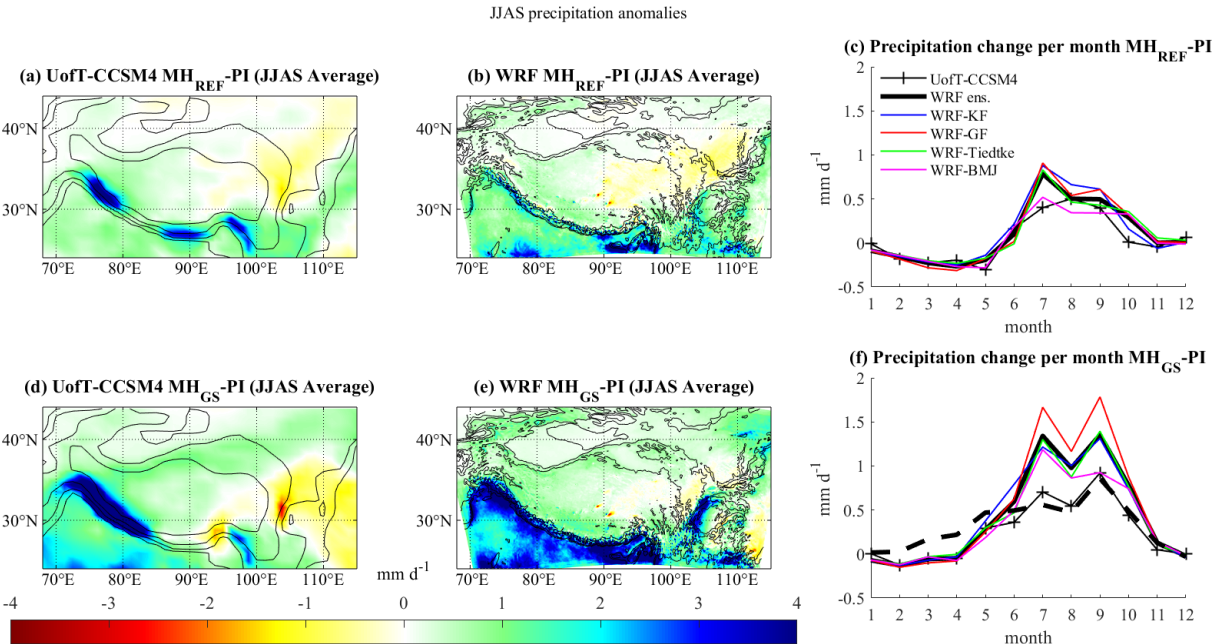 JJAS precipitation anomalies
(a) UofT-CCSM4 MH_REF-PI (JJAS Average)
40°N
30°N
70°E 80°E 90°E 100°E 110°E
(b) WRF MH_REF-PI (JJAS Average)
40°N
30°N
70°E 80°E 90°E 100°E 110°E
(c) Precipitation change per month MH_REF-PI
2
1.5
1
0.5
0
-0.5
mm d⁻¹
UofT-CCSM4
WRF ens.
WRF-KF
WRF-GF
WRF-Tiedtke
WRF-BMJ
1 2 3 4 5 6 7 8 9 10 11 12
month
(d) UofT-CCSM4 MH_GS-PI (JJAS Average)
40°N
30°N
70°E 80°E 90°E 100°E 110°E
(e) WRF MH_GS-PI (JJAS Average)
40°N
30°N
70°E 80°E 90°E 100°E 110°E
(f) Precipitation change per month MH_GS-PI
2
1.5
1
0.5
0
-0.5
mm d⁻¹
1 2 3 4 5 6 7 8 9 10 11 12
month
mm d⁻¹
-4 -3 -2 -1 0 1 2 3 4